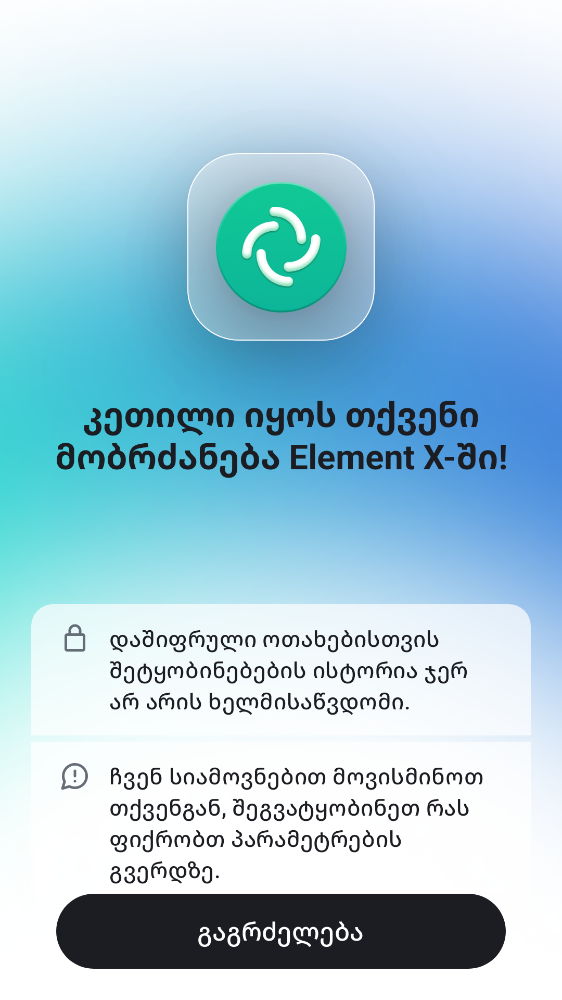 კეთილი იყოს თქვენი
მობრძანება Element X-ში!
დაშიფრული ოთახებისთვის
შეტყობინებების ისტორია ჯერ
არ არის ხელმისაწვდომი.
ჩვენ სიამოვნებით მოვისმინოთ
თქვენგან, შეგვატყობინეთ რას
ფიქრობთ პარამეტრების
გვერდზე.
გაგრძელება